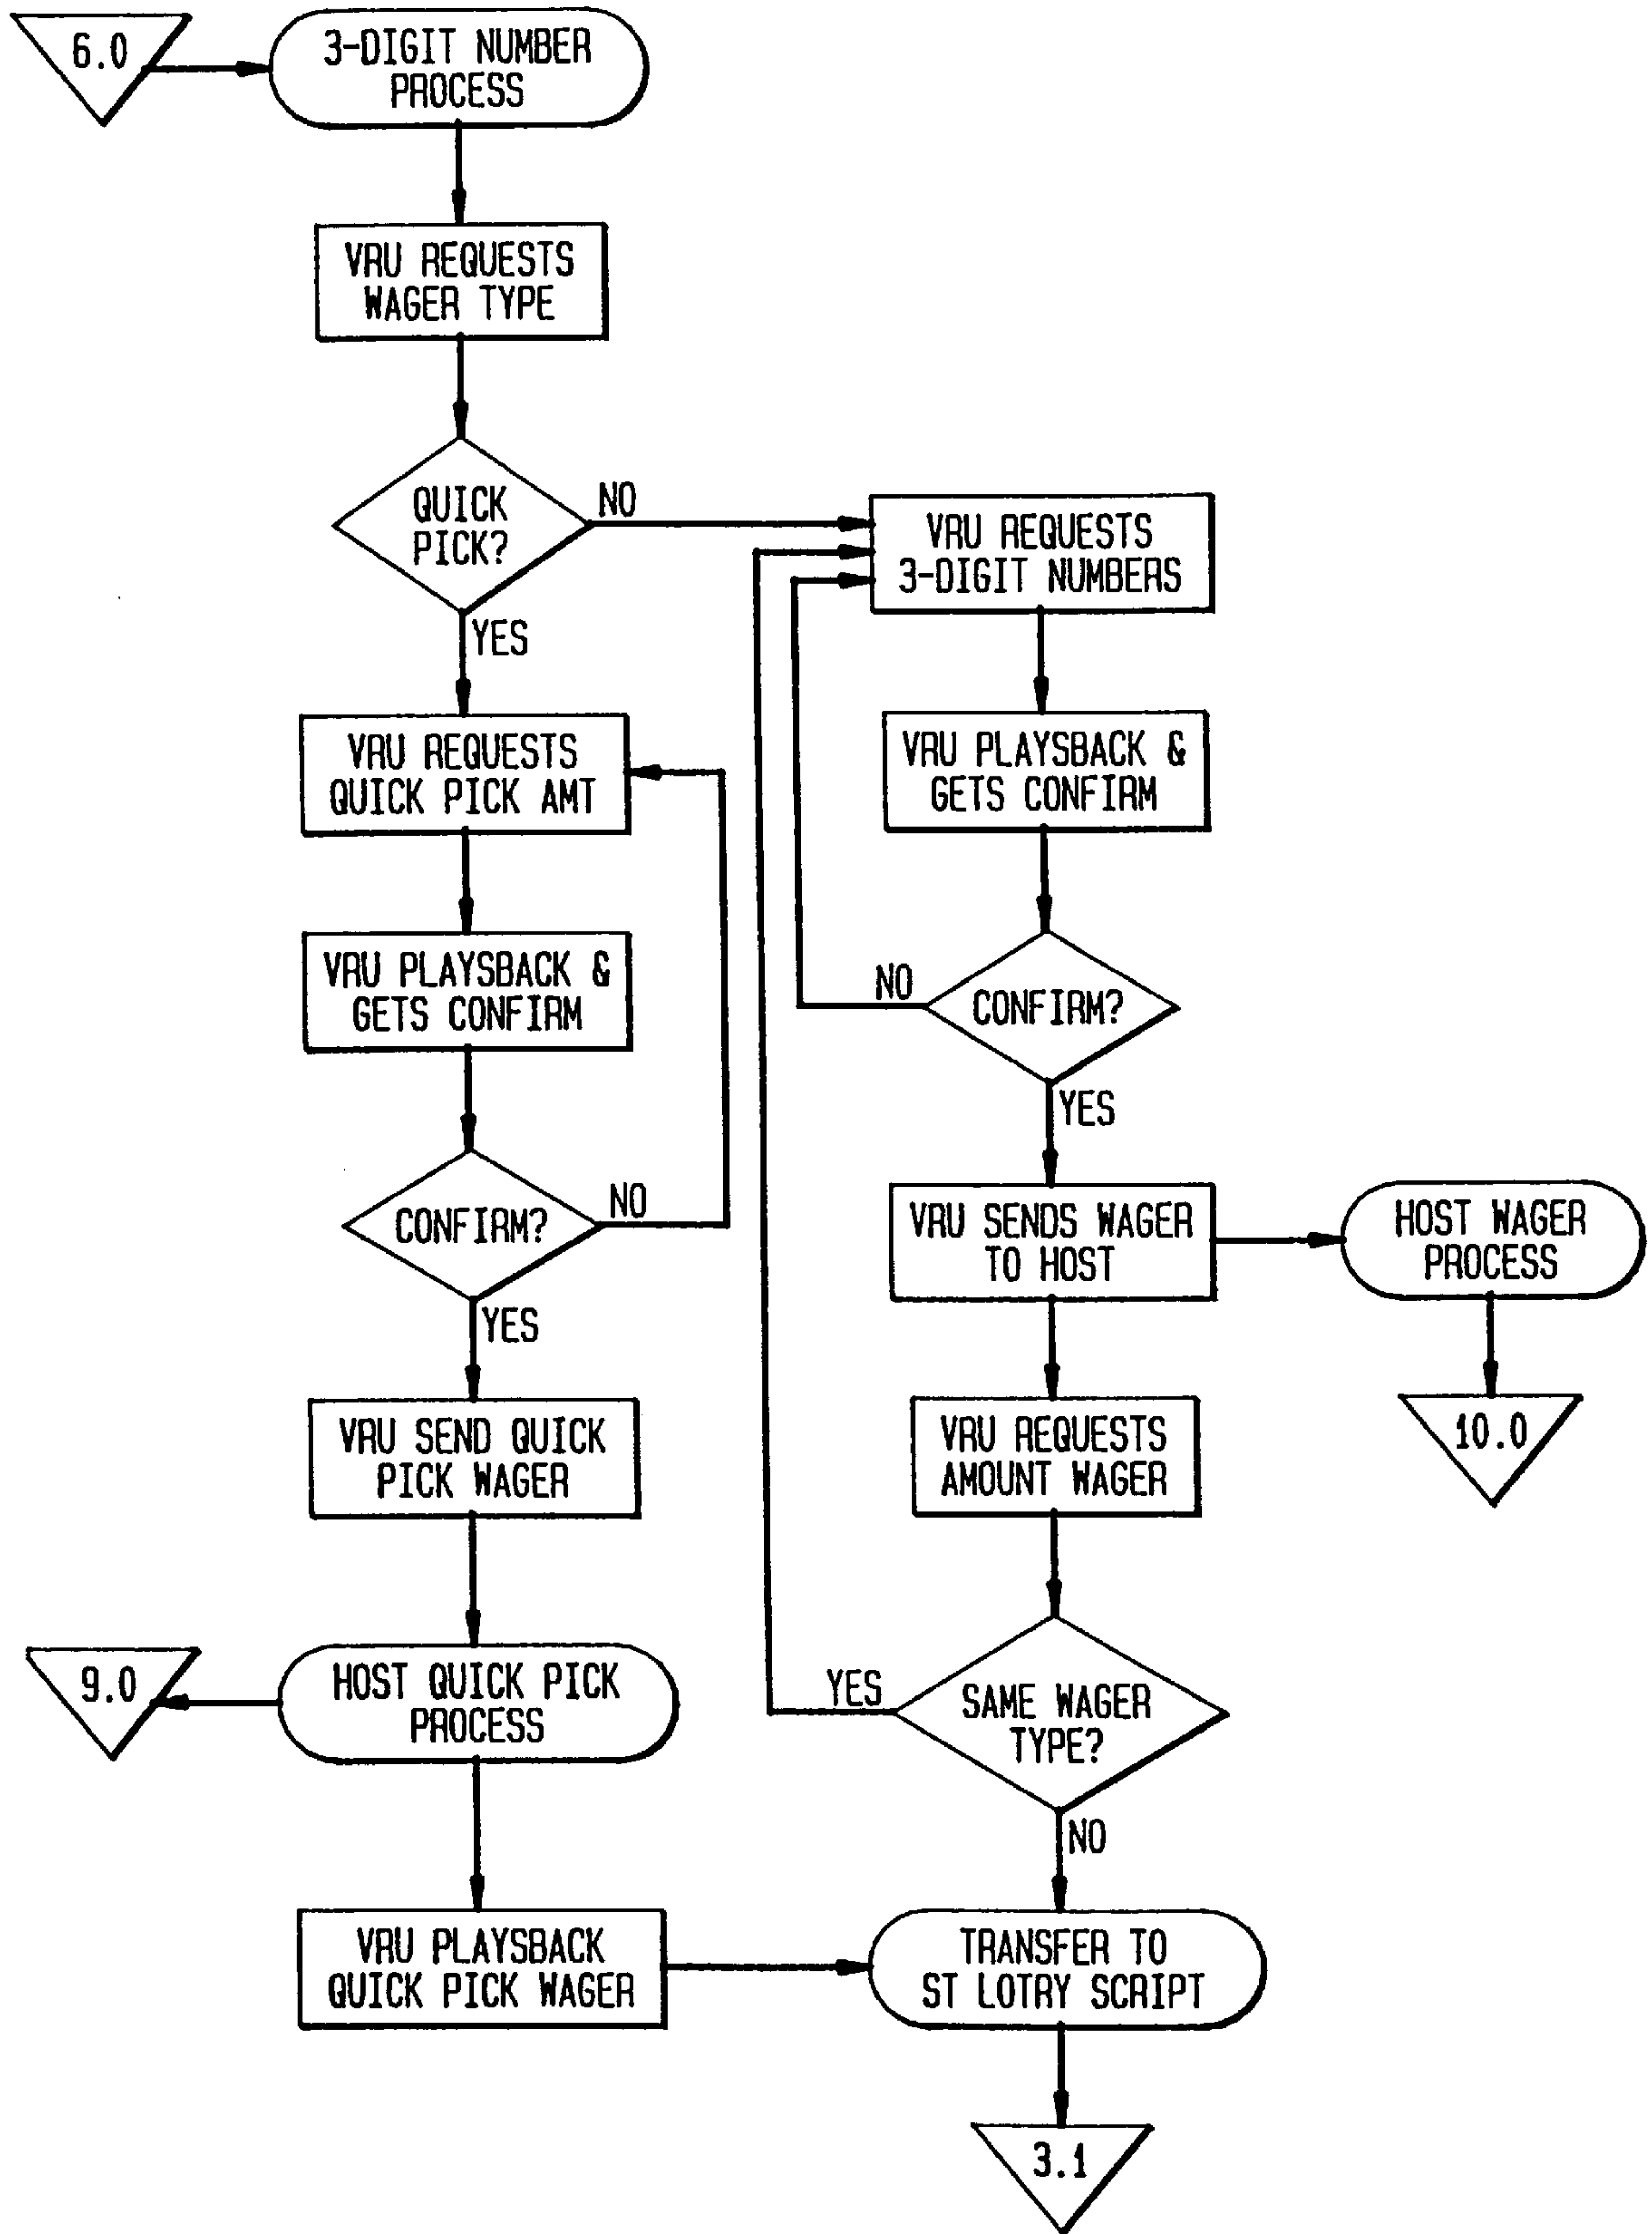 6.0
3-DIGIT NUMBER
PROCESS
VRU REQUESTS
WAGER TYPE
QUICK
PICK?
NO
YES
VRU REQUESTS
3-DIGIT NUMBERS
VRU REQUESTS
QUICK PICK AMT
VRU PLAYSBACK &
GETS CONFIRM
VRU PLAYSBACK &
GETS CONFIRM
CONFIRM?
NO
YES
CONFIRM?
NO
YES
VRU SENDS WAGER
TO HOST
HOST WAGER
PROCESS
10.0
VRU SEND QUICK
PICK WAGER
VRU REQUESTS
AMOUNT WAGER
9.0
HOST QUICK PICK
PROCESS
YES
SAME WAGER
TYPE?
NO
VRU PLAYSBACK
QUICK PICK WAGER
TRANSFER TO
ST LOTRY SCRIPT
3.1